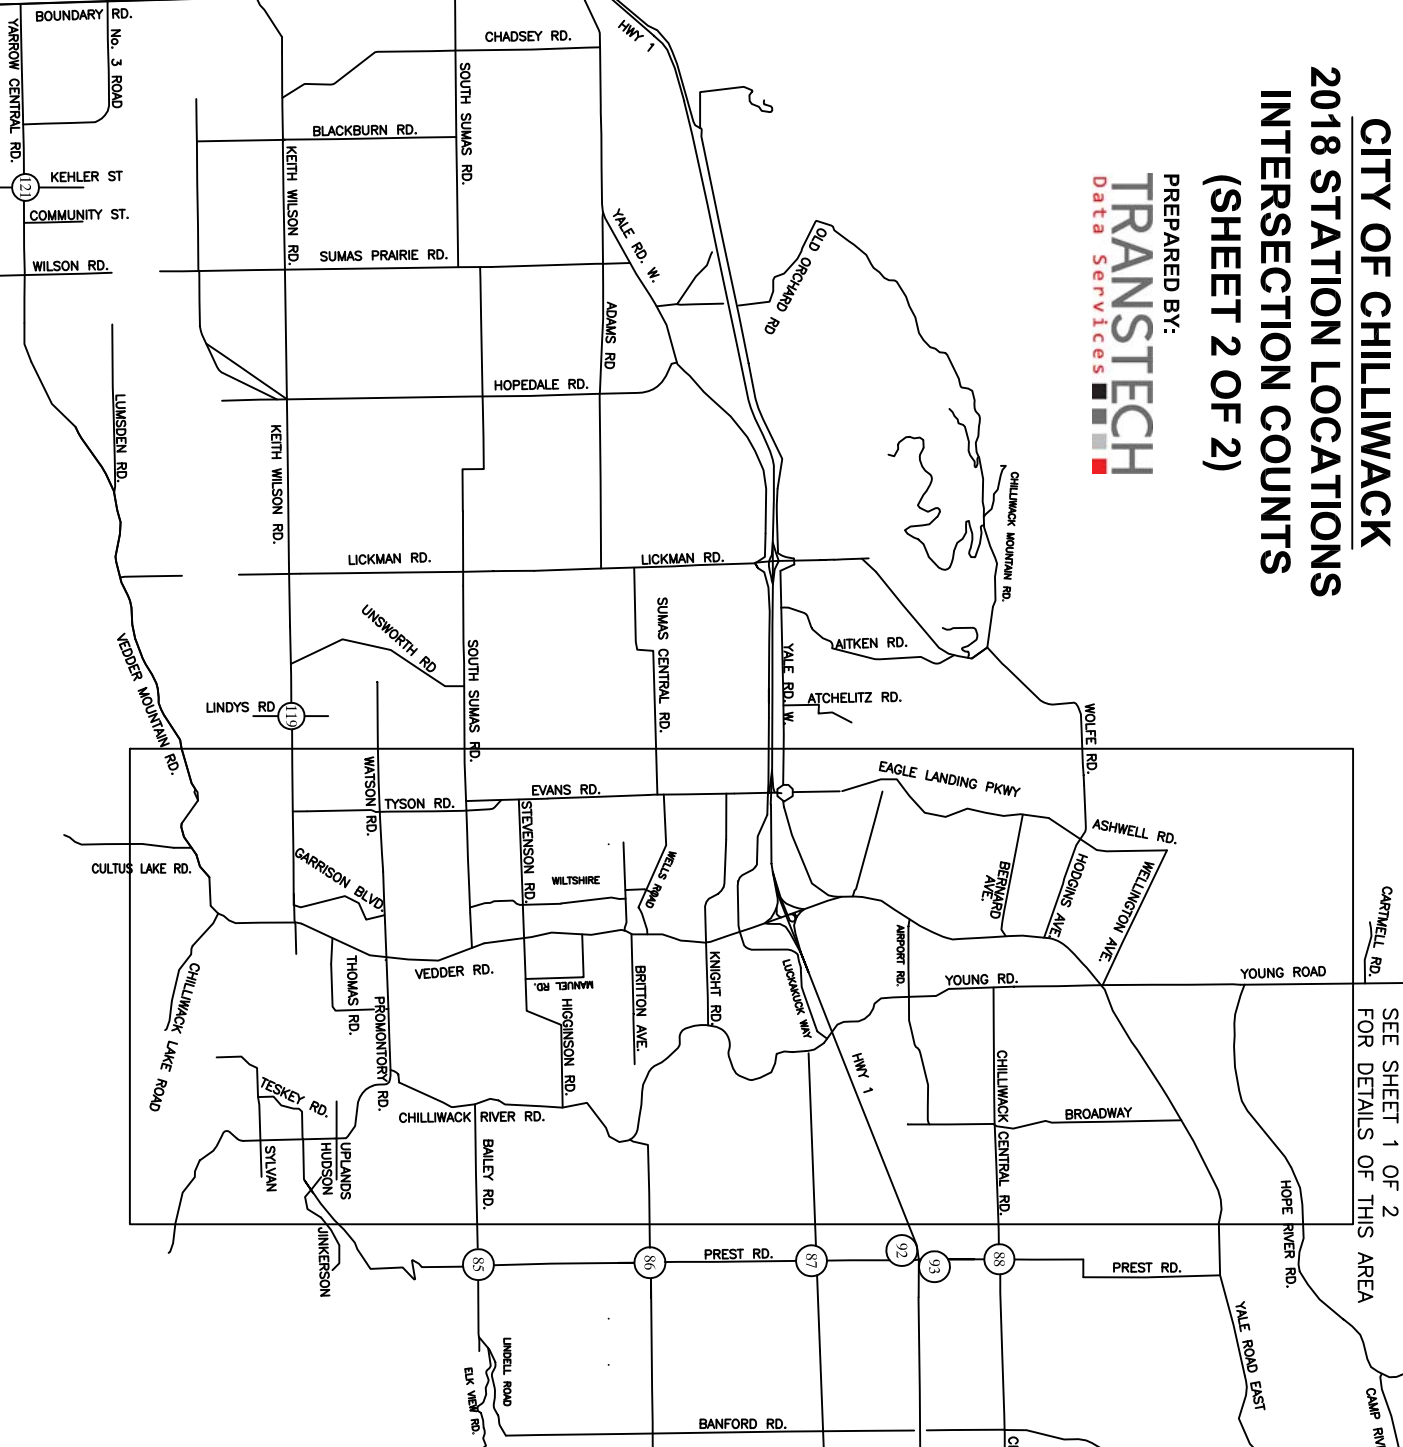 CITY OF CHILLIWACK
2018 STATION LOCATIONS
INTERSECTION COUNTS
(SHEET 2 OF 2)
PREPARED BY:
TRANSTECH
Data Services
SEE SHEET 1 OF 2
FOR DETAILS OF THIS AREA
BOUNDARY RD.
No. 3 ROAD
YARROW CENTRAL RD.
121
KEHLER ST
COMMUNITY ST.
WILSON RD.
CHADSEY RD.
HWY 1
SOUTH SUMAS RD.
BLACKBURN RD.
KEITH WILSON RD.
SUMAS PRAIRIE RD.
YALE RD. W.
OLD ORCHARD RD
ADAMS RD
HOPEDALE RD.
LUMSDEN RD.
KEITH WILSON RD.
CHILLIWACK MOUNTAIN RD.
LICKMAN RD.
LICKMAN RD.
UNSWORTH RD
SUMAS CENTRAL RD.
SOUTH SUMAS RD.
AITKEN RD.
YALE RD. W.
ATCHELITZ RD.
VEDDER MOUNTAIN RD.
LINDYS RD
119
WOLFE RD.
WATSON RD.
TYSON RD.
EVANS RD.
EAGLE LANDING PKWY
STEVENSON RD.
ASHWELL RD.
CULTUS LAKE RD.
GARRISON BLVD.
WILTSHIRE
WELLS ROAD
BERNARD
AVE.
HODGINS AVE.
WELLINGTON AVE.
CARTMELL RD.
CHILLIWACK LAKE ROAD
THOMAS RD.
VEDDER RD.
MANUEL RD.
BRITTON AVE.
KNIGHT RD.
LUCKAKUCK WAY
AIRPORT RD.
YOUNG RD.
YOUNG ROAD
PROMONTORY RD.
HIGGINSON RD.
HWY 1
CHILLIWACK CENTRAL RD.
TESKEY RD.
CHILLIWACK RIVER RD.
BROADWAY
SYLVAN
HUDSON
UPLANDS
BAILEY RD.
HOPE RIVER RD.
JINKERSON
85
86
PREST RD.
87
92
93
88
PREST RD.
LINDELL ROAD
ELK VIEW RD.
YALE ROAD EAST
BANFORD RD.
CAMP RIV